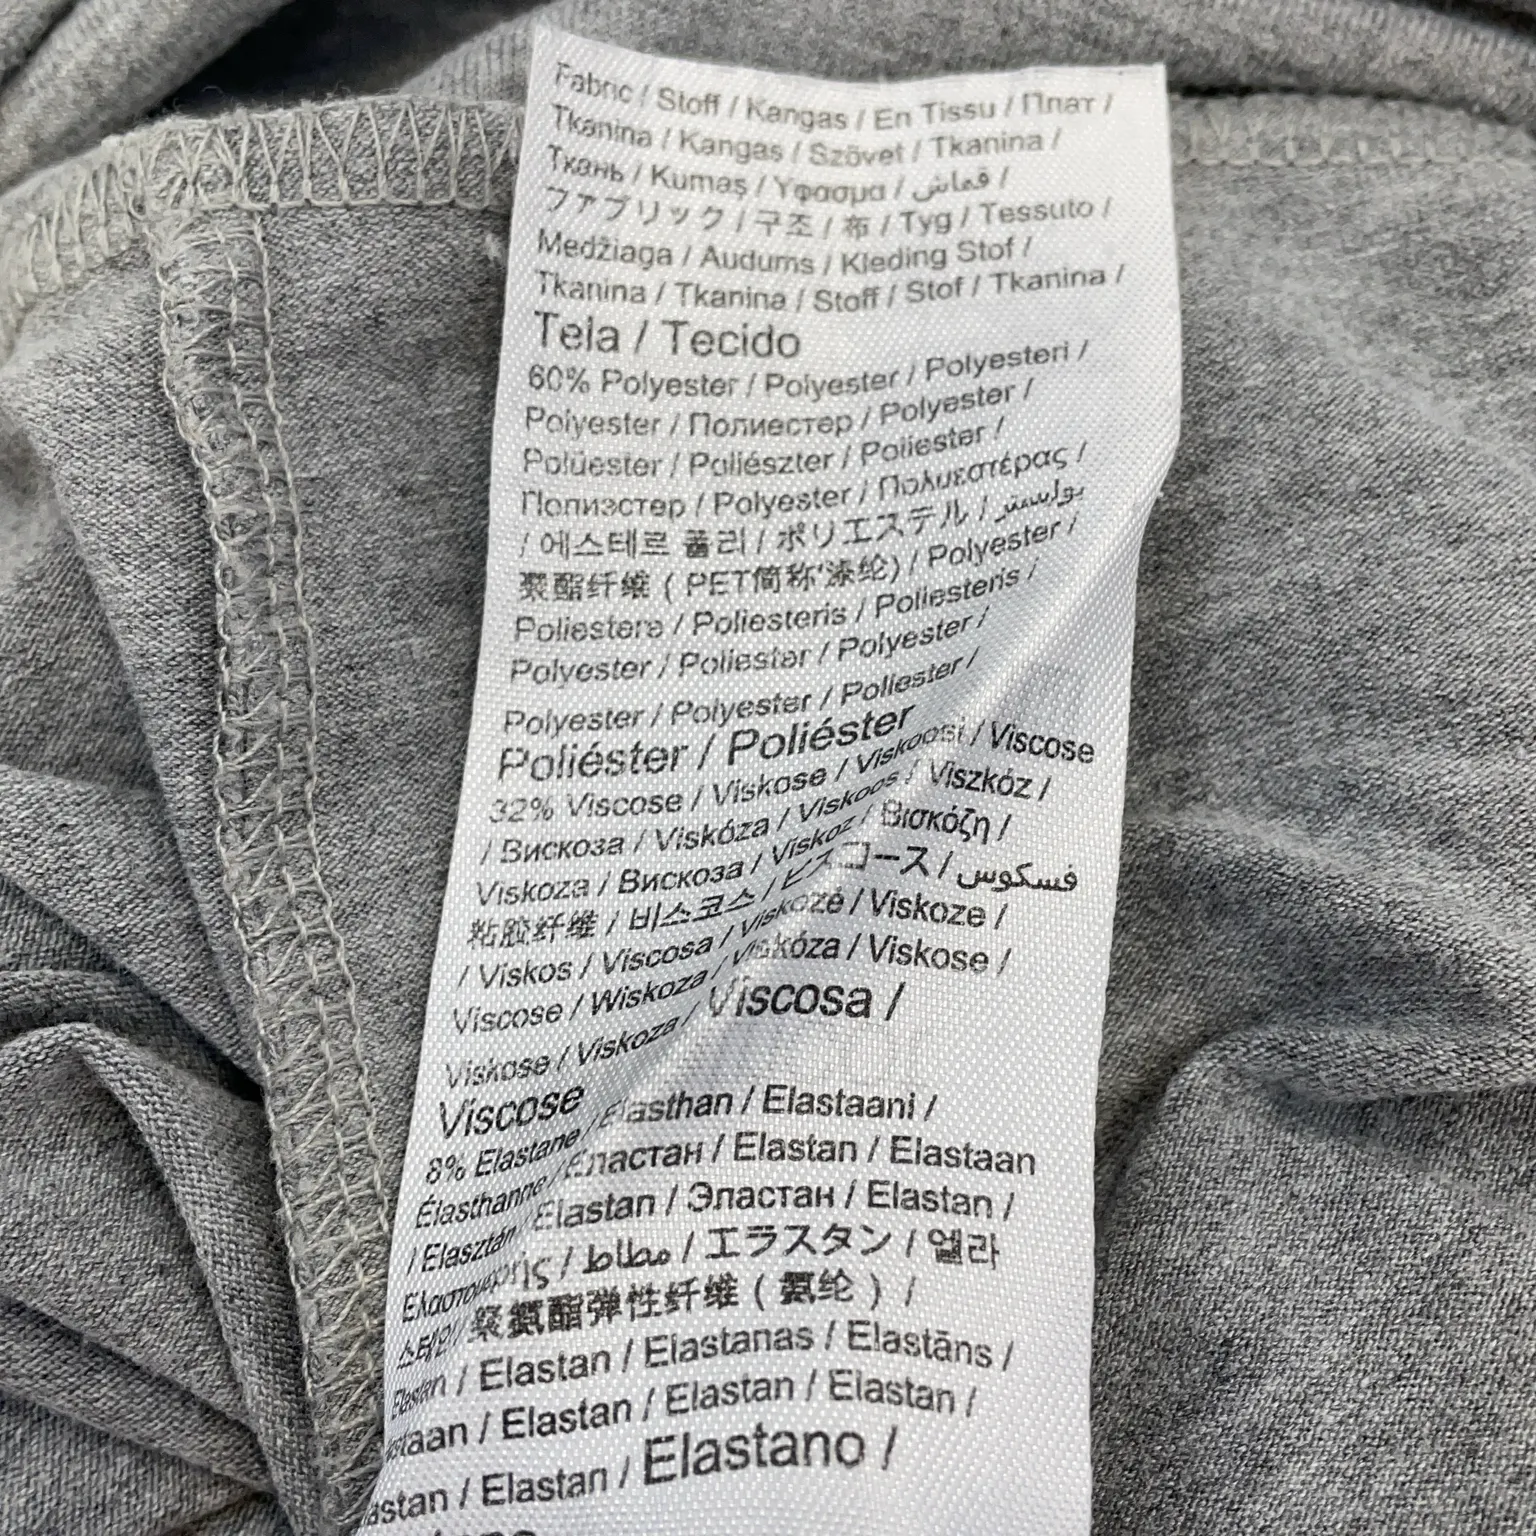 Fabric / Stoff / Kangas / En Tissu / Плат /
Tkanina / Kangas / Szövet / Tkanina /
Ткань / Kumaş / Υφασμα / قماش /
ファブリック / 구조 / 布 / Tyg / Tessuto /
Medžiaga / Audums / Kleding Stof /
Tkanina / Tkanina / Stoff / Stof / Tkanina /
Tela / Tecido
60% Polyester / Polyester / Polyesteri /
Polyester / Полиестер / Polyester /
Polüester / Poliészter / Poliester /
Полиэстер / Polyester / Πολυεστέρας /
/ 에스테르 폴리 / ポリエステル / بوليستر
聚酯纤维 ( PET简称'涤纶) / Polyester /
Poliestere / Poliesteris / Poliesteris /
Polyester / Poliester / Polyester /
Polyester / Polyester / Poliester /
Poliéster / Poliéster
32% Viscose / Viskose / Viskoosi / Viscose
/ Вискоза / Viskóza / Viskoos / Viszkóz /
Viskoza / Вискоза / Viskoz / Βισκόζη /
粘胶纤维 / 비스코스 / ビスコース / فسكوس
/ Viskos / Viscosa / Viskozė / Viskoze /
Viscose / Wiskoza / Viskóza / Viskose /
Viskose / Viskoza / Viscosa /
Viscose
8% Elastane / Elasthan / Elastaani /
Élasthanne / Еластан / Elastan / Elastaan
/ Elasztán / Elastan / Эластан / Elastan /
/ مطاط / エラスタン / 엘라
스테인 / 聚氨酯弹性纤维 ( 氨纶 ) /
Elastan / Elastan / Elastanas / Elastāns /
/ Elastan / Elastan / Elastan /
/ Elastan / Elastano /